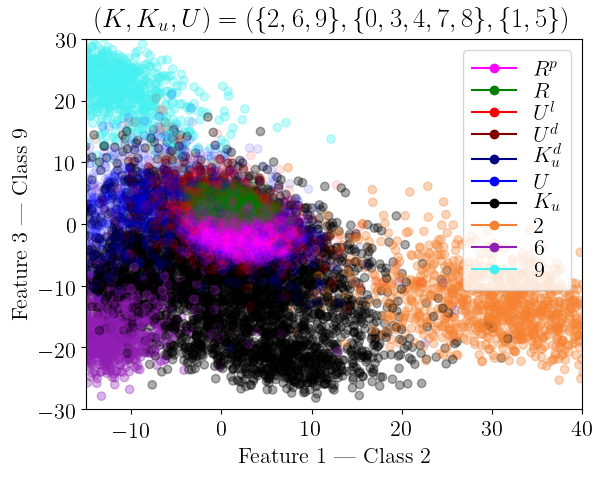 (K, K_u, U) = ({2, 6, 9}, {0, 3, 4, 7, 8}, {1, 5})
Feature 3 — Class 9
30
20
10
0
−10
−20
−30
R^p
R
U^l
U^d
K_u^d
U
K_u
2
6
9
−10
0
10
20
30
40
Feature 1 — Class 2